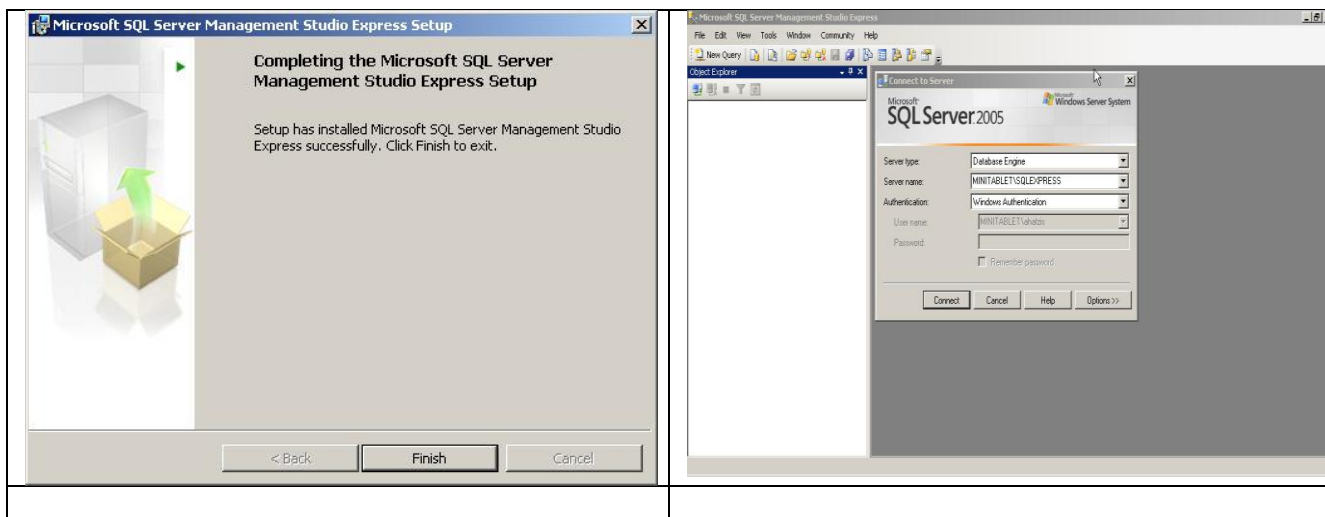 Microsoft SQL Server Management Studio Express Setup
Completing the Microsoft SQL Server
Management Studio Express Setup
Setup has installed Microsoft SQL Server Management Studio
Express successfully. Click Finish to exit.
< Back
Finish
Cancel
Microsoft SQL Server Management Studio Express
File Edit View Tools Window Community Help
New Query
Object Explorer
Connect to Server
Microsoft
SQL Server 2005
Microsoft
Windows Server System
Server type: Database Engine
Server name: MINITABLET\SQLEXPRESS
Authentication: Windows Authentication
User name: MINITABLET\ahatzis
Password:
Remember password
Connect Cancel Help Options >>